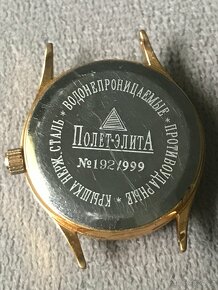 КРЫШКА НЕРЖ.СТАЛЬ * ВОДОНЕПРОНИЦАЕМЫЕ * ПРОТИВОУДАРНЫЕ *
ПОЛЕТ-ЭЛИТА
№192/999